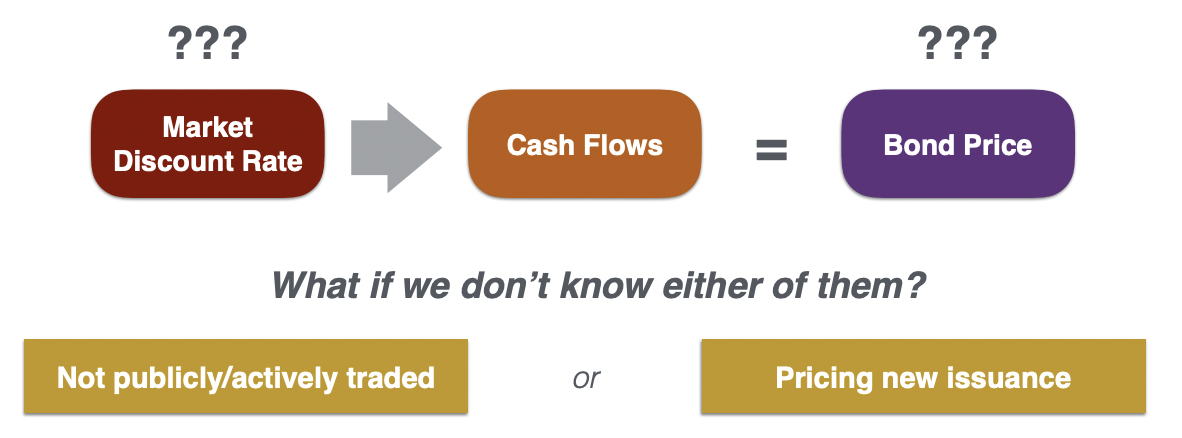 ???
???
Market
Discount Rate
Cash Flows
=
Bond Price
What if we don’t know either of them?
Not publicly/actively traded
or
Pricing new issuance